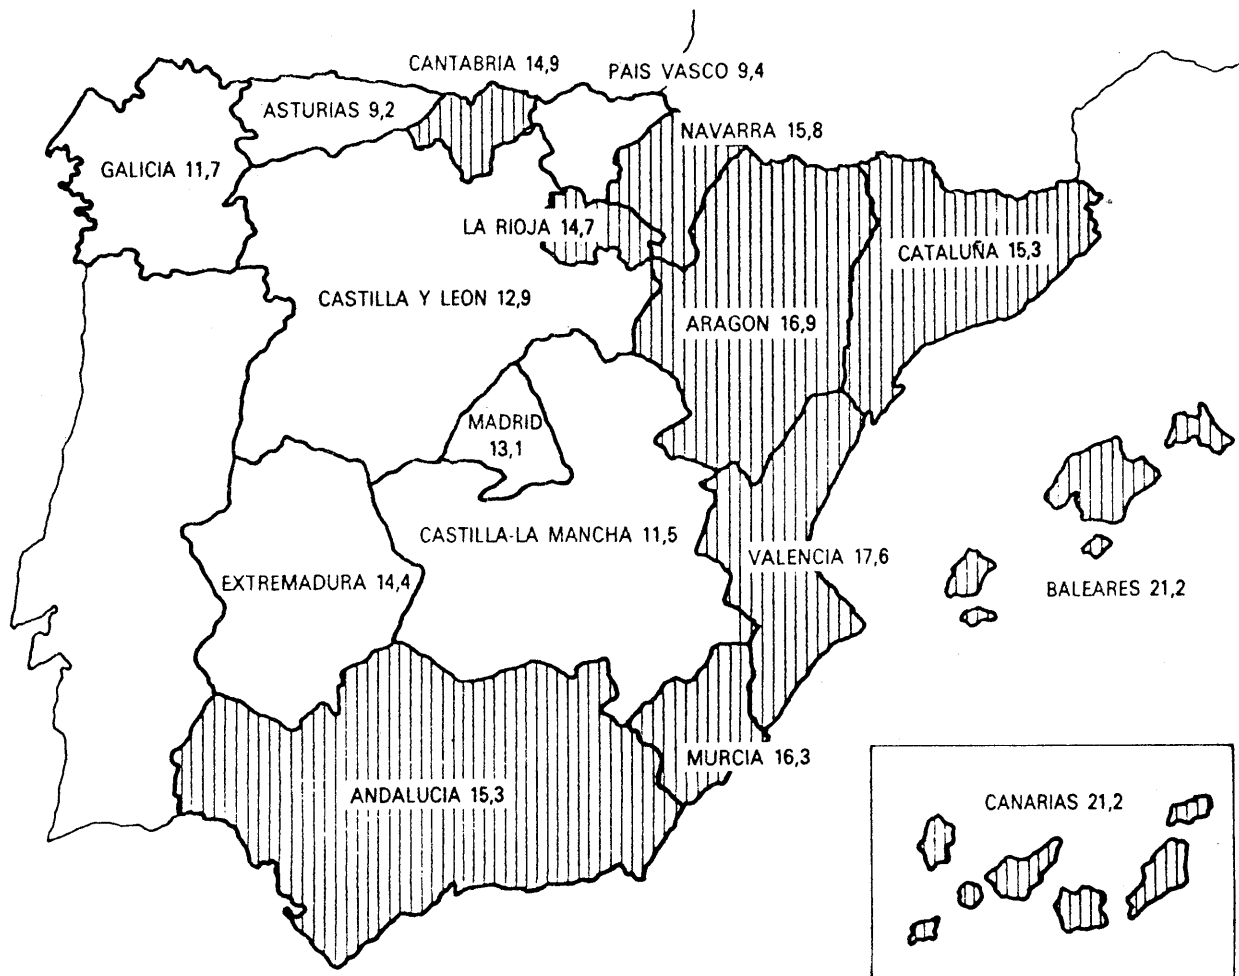 CANTABRIA 14,9
PAIS VASCO 9,4
ASTURIAS 9,2
NAVARRA 15,8
GALICIA 11,7
LA RIOJA 14,7
CATALUÑA 15,3
CASTILLA Y LEON 12,9
ARAGON 16,9
MADRID
13,1
CASTILLA-LA MANCHA 11,5
VALENCIA 17,6
EXTREMADURA 14,4
BALEARES 21,2
MURCIA 16,3
ANDALUCIA 15,3
CANARIAS 21,2